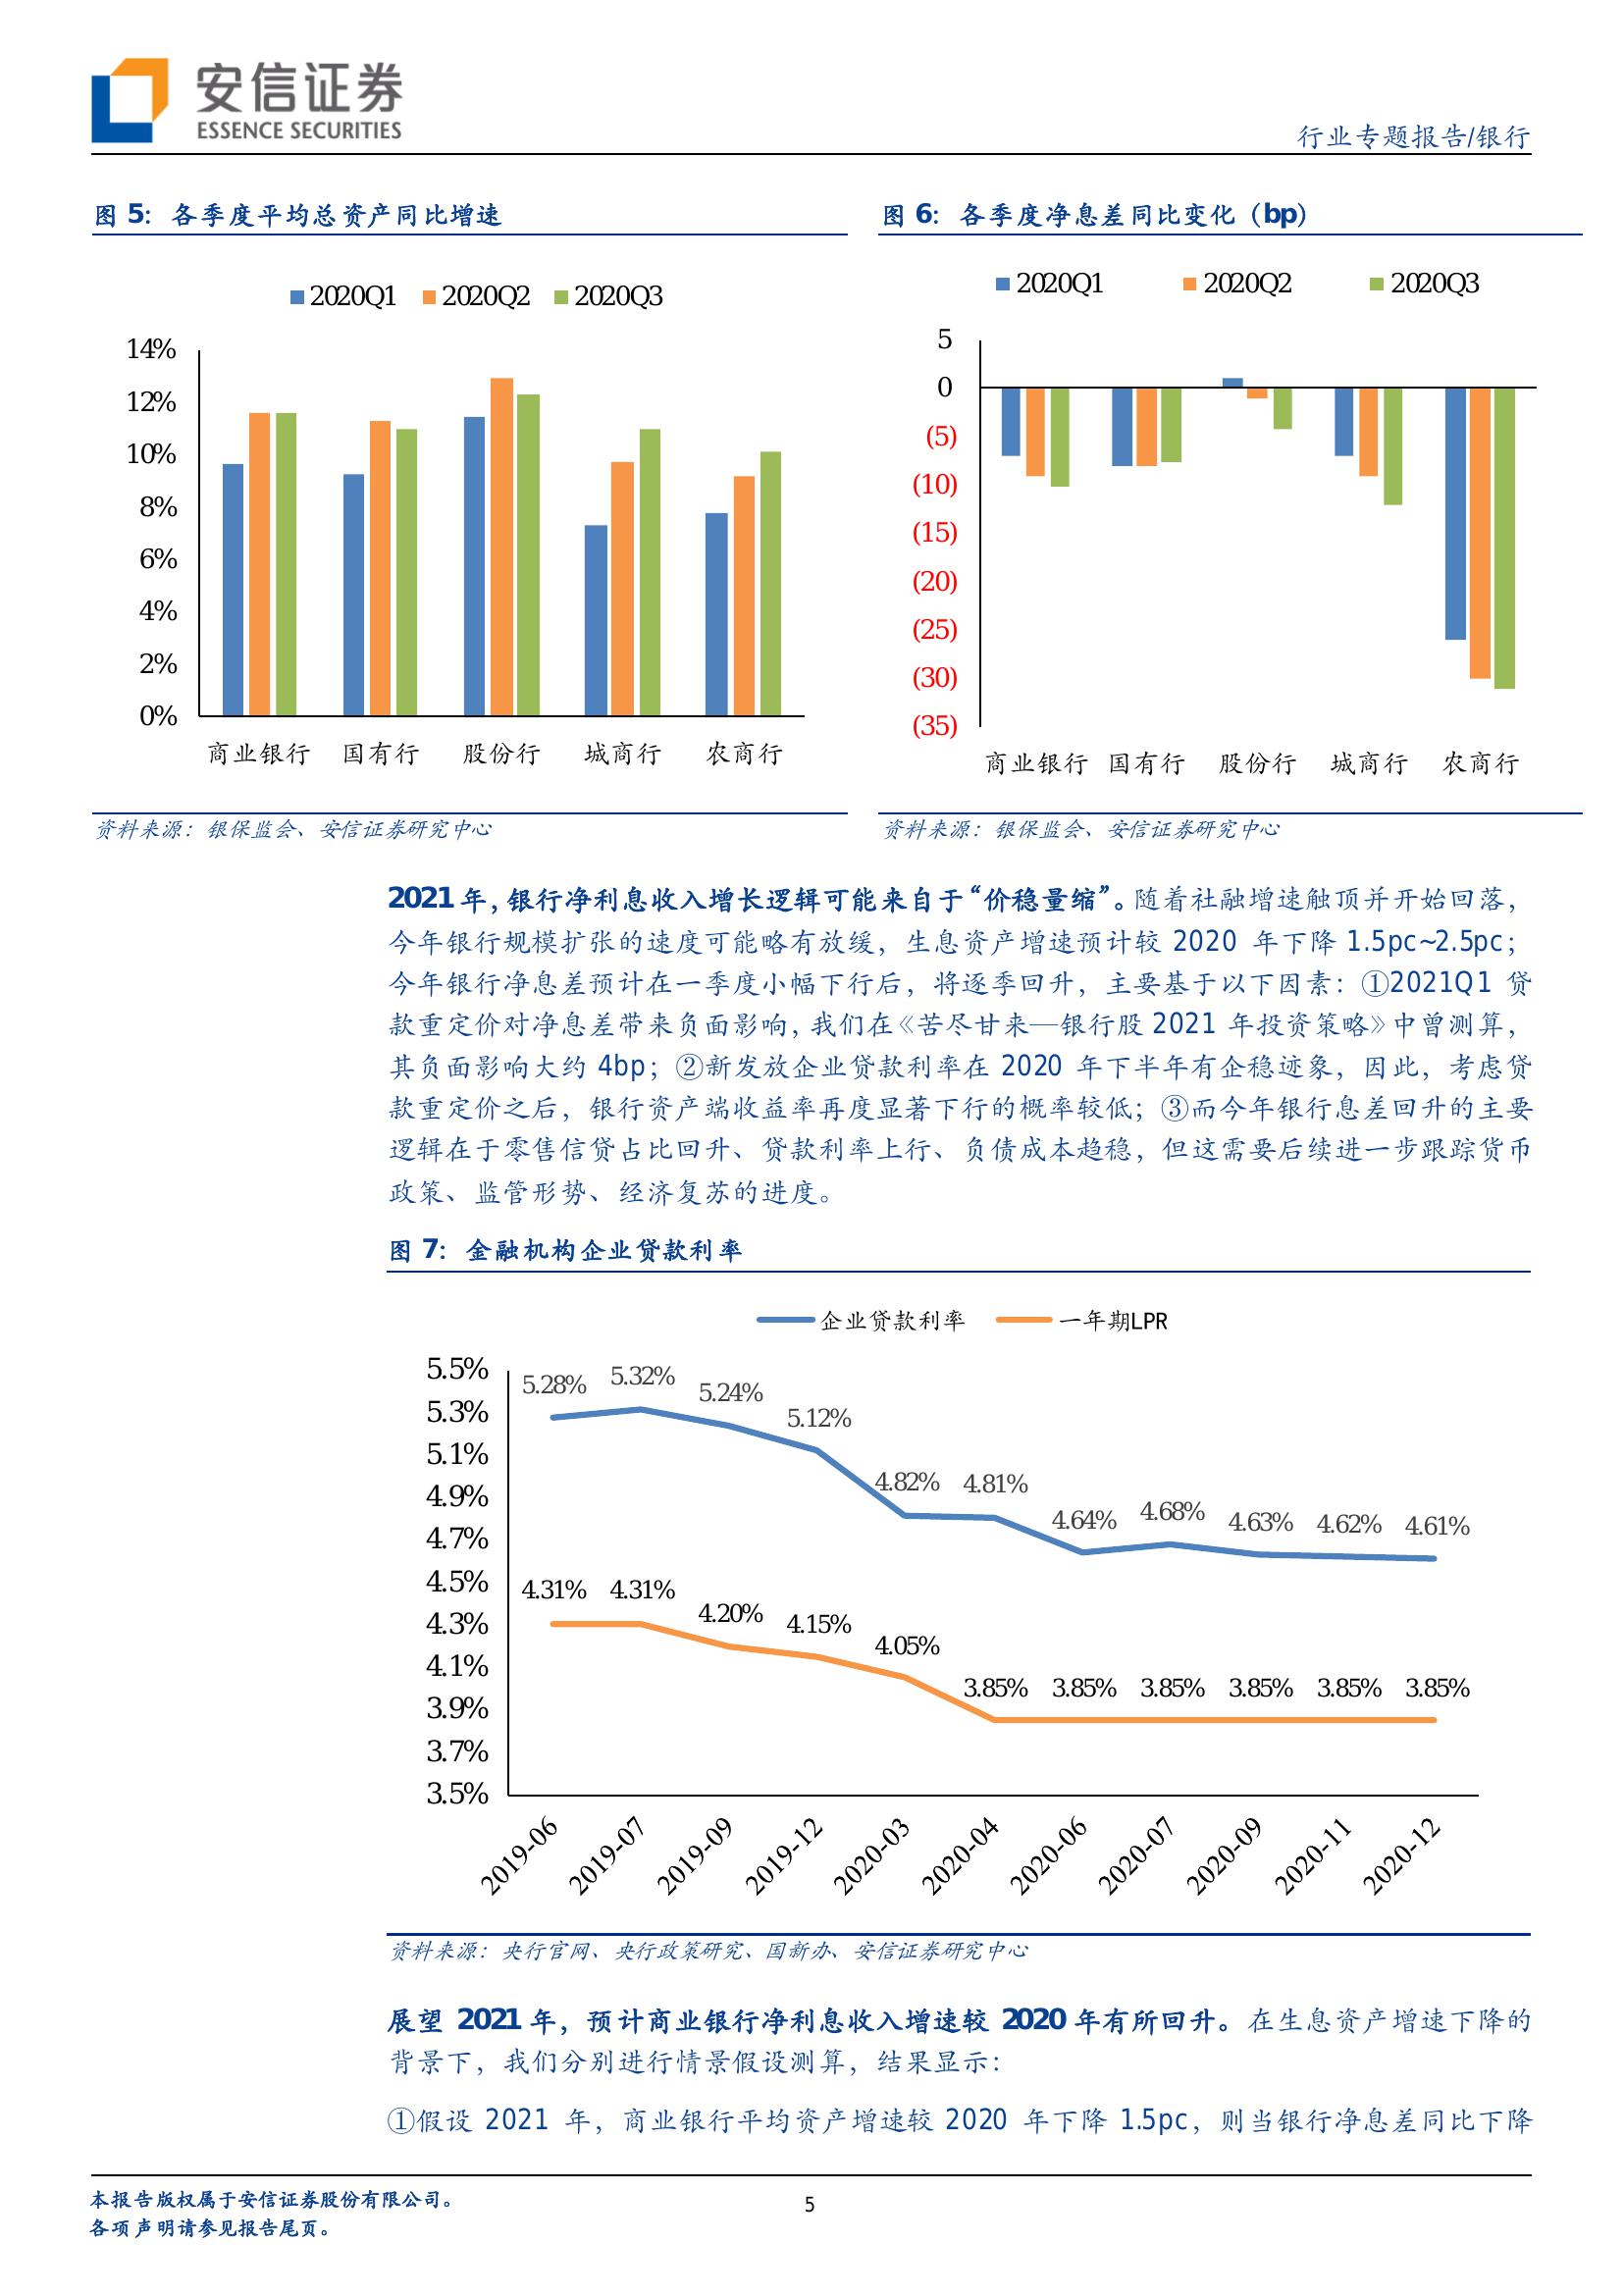 安信证券
ESSENCE SECURITIES
行业专题报告/银行
图 5：各季度平均总资产同比增速
2020Q1 2020Q2 2020Q3
14%
12%
10%
8%
6%
4%
2%
0%
商业银行 国有行 股份行 城商行 农商行
资料来源：银保监会、安信证券研究中心
图 6：各季度净息差同比变化（bp）
2020Q1 2020Q2 2020Q3
5
0
(5)
(10)
(15)
(20)
(25)
(30)
(35)
商业银行 国有行 股份行 城商行 农商行
资料来源：银保监会、安信证券研究中心
2021 年，银行净利息收入增长逻辑可能来自于“价稳量缩”。随着社融增速触顶并开始回落，
今年银行规模扩张的速度可能略有放缓，生息资产增速预计较 2020 年下降 1.5pc~2.5pc；
今年银行净息差预计在一季度小幅下行后，将逐季回升，主要基于以下因素：①2021Q1 贷
款重定价对净息差带来负面影响，我们在《苦尽甘来—银行股 2021 年投资策略》中曾测算，
其负面影响大约 4bp；②新发放企业贷款利率在 2020 年下半年有企稳迹象，因此，考虑贷
款重定价之后，银行资产端收益率再度显著下行的概率较低；③而今年银行息差回升的主要
逻辑在于零售信贷占比回升、贷款利率上行、负债成本趋稳，但这需要后续进一步跟踪货币
政策、监管形势、经济复苏的进度。
图 7：金融机构企业贷款利率
企业贷款利率 一年期LPR
5.5%
5.3%
5.1%
4.9%
4.7%
4.5%
4.3%
4.1%
3.9%
3.7%
3.5%
5.28% 5.32% 5.24% 5.12% 4.82% 4.81% 4.64% 4.68% 4.63% 4.62% 4.61%
4.31% 4.31% 4.20% 4.15% 4.05% 3.85% 3.85% 3.85% 3.85% 3.85% 3.85%
2019-06 2019-07 2019-09 2019-12 2020-03 2020-04 2020-06 2020-07 2020-09 2020-11 2020-12
资料来源：央行官网、央行政策研究、国新办、安信证券研究中心
展望 2021 年，预计商业银行净利息收入增速较 2020 年有所回升。在生息资产增速下降的
背景下，我们分别进行情景假设测算，结果显示：
①假设 2021 年，商业银行平均资产增速较 2020 年下降 1.5pc，则当银行净息差同比下降
本报告版权属于安信证券股份有限公司。
各项声明请参见报告尾页。
5